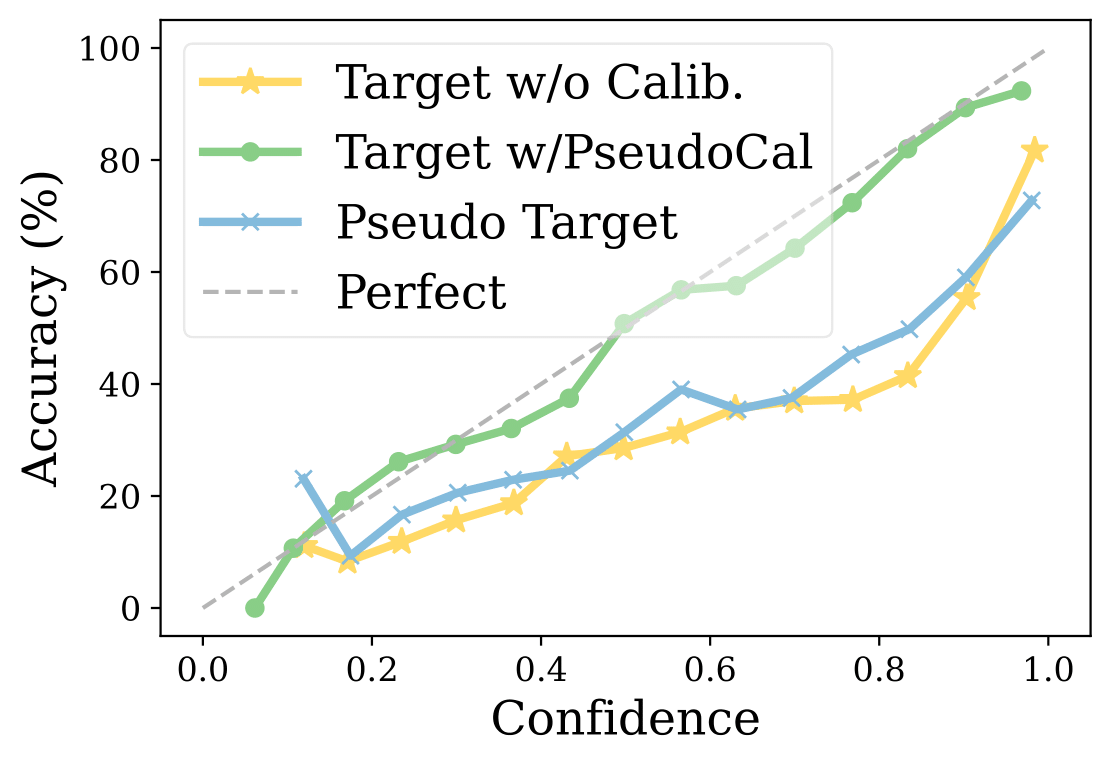 100
80
60
40
20
0
Accuracy (%)
Target w/o Calib.
Target w/PseudoCal
Pseudo Target
Perfect
0.0 0.2 0.4 0.6 0.8 1.0
Confidence